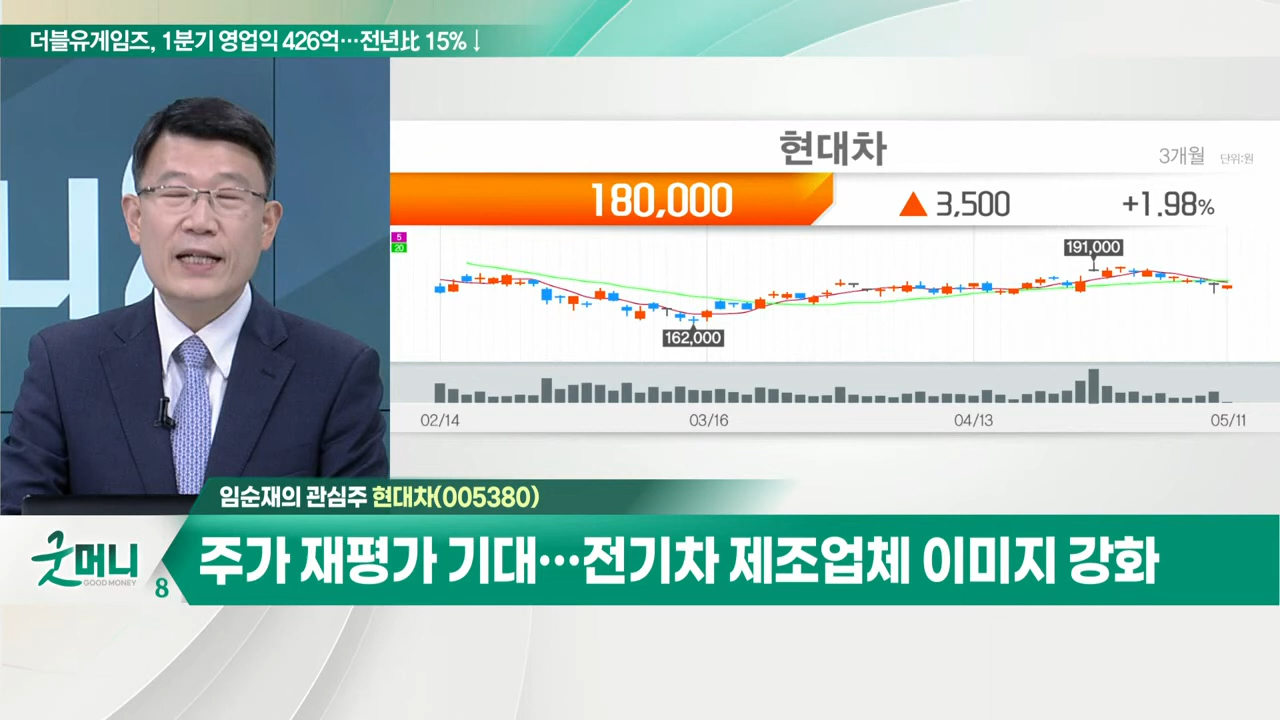 더블유게임즈, 1분기 영업익 426억…전년比 15%↓
현대차
3개월 단위:원
180,000 ▲ 3,500 +1.98%
5
20
191,000
162,000
02/14 03/16 04/13 05/11
임순재의 관심주 현대차(005380)
굿머니
GOOD MONEY
8
주가 재평가 기대…전기차 제조업체 이미지 강화